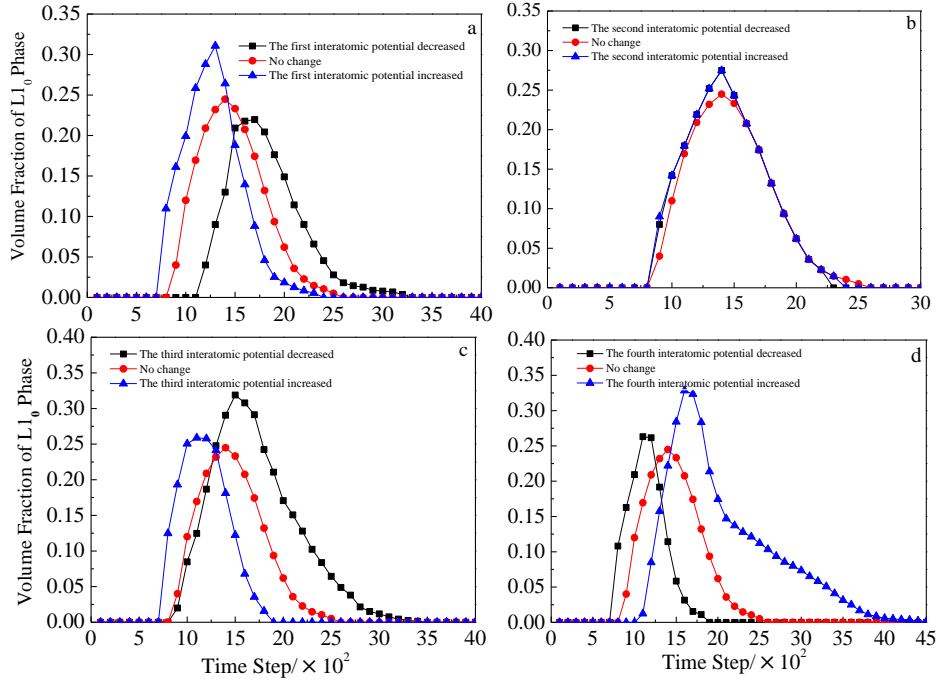 a
The first interatomic potential decreased
No change
The first interatomic potential increased
Volume Fraction of L1₀ Phase
0.35
0.30
0.25
0.20
0.15
0.10
0.05
0.00
0 5 10 15 20 25 30 35 40
b
The second interatomic potential decreased
No change
The second interatomic potential increased
0.35
0.30
0.25
0.20
0.15
0.10
0.05
0.00
0 5 10 15 20 25 30
c
The third interatomic potential decreased
No change
The third interatomic potential increased
Volume Fraction of L1₀ Phase
0.40
0.35
0.30
0.25
0.20
0.15
0.10
0.05
0.00
0 5 10 15 20 25 30 35 40
Time Step/ × 10²
d
The fourth interatomic potential decreased
No change
The fourth interatomic potential increased
0.40
0.35
0.30
0.25
0.20
0.15
0.10
0.05
0.00
0 5 10 15 20 25 30 35 40 45
Time Step/ × 10²